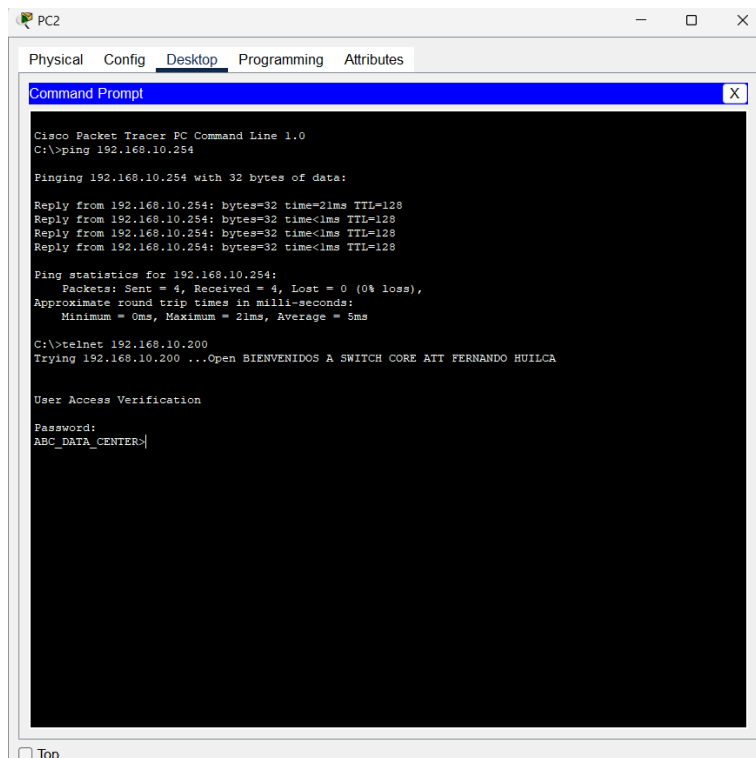 PC2
Physical Config Desktop Programming Attributes
Command Prompt
X
Cisco Packet Tracer PC Command Line 1.0
C:\>ping 192.168.10.254
Pinging 192.168.10.254 with 32 bytes of data:
Reply from 192.168.10.254: bytes=32 time=21ms TTL=128
Reply from 192.168.10.254: bytes=32 time<1ms TTL=128
Reply from 192.168.10.254: bytes=32 time<1ms TTL=128
Reply from 192.168.10.254: bytes=32 time<1ms TTL=128
Ping statistics for 192.168.10.254:
Packets: Sent = 4, Received = 4, Lost = 0 (0% loss),
Approximate round trip times in milli-seconds:
Minimum = 0ms, Maximum = 21ms, Average = 5ms
C:\>telnet 192.168.10.200
Trying 192.168.10.200 ...Open BIENVENIDOS A SWITCH CORE ATT FERNANDO HUILCA
User Access Verification
Password:
ABC_DATA_CENTER>
Top